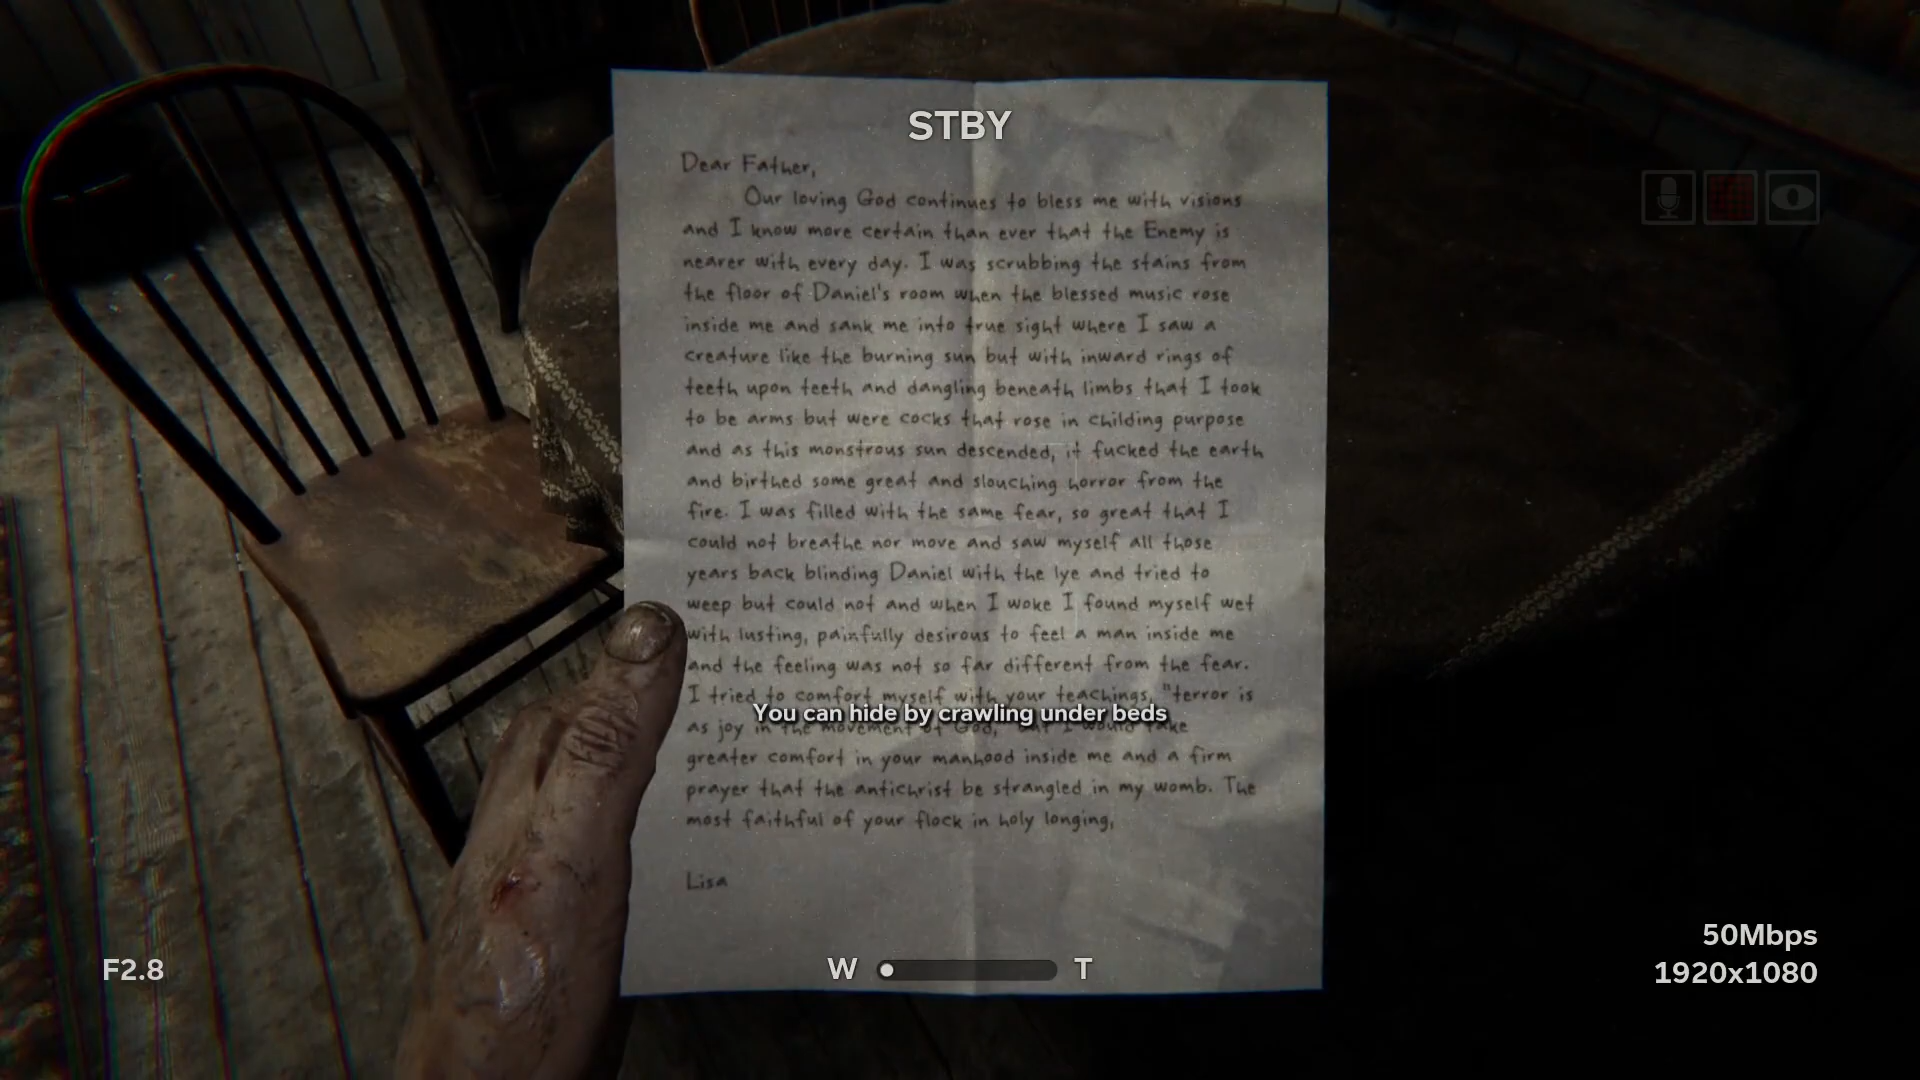 STBY
Dear Father,
Our loving God continues to bless me with visions
and I know more certain than ever that the Enemy is
nearer with every day. I was scrubbing the stains from
the floor of Daniel's room when the blessed music rose
inside me and sank me into true sight where I saw a
creature like the burning sun but with inward rings of
teeth upon teeth and dangling beneath limbs that I took
to be arms but were cocks that rose in childing purpose
and as this monstrous sun descended, it fucked the earth
and birthed some great and slouching horror from the
fire. I was filled with the same fear, so great that I
could not breathe nor move and saw myself all those
years back blinding Daniel with the lye and tried to
weep but could not and when I woke I found myself wet
with lusting, painfully desirous to feel a man inside me
and the feeling was not so far different from the fear.
I tried to comfort myself with your teachings, "terror is
You can hide by crawling under beds
as joy in the movement of God," but I would take
greater comfort in your manhood inside me and a firm
prayer that the antichrist be strangled in my womb. The
most faithful of your flock in holy longing,
Lisa
50Mbps
F2.8
W T
1920x1080